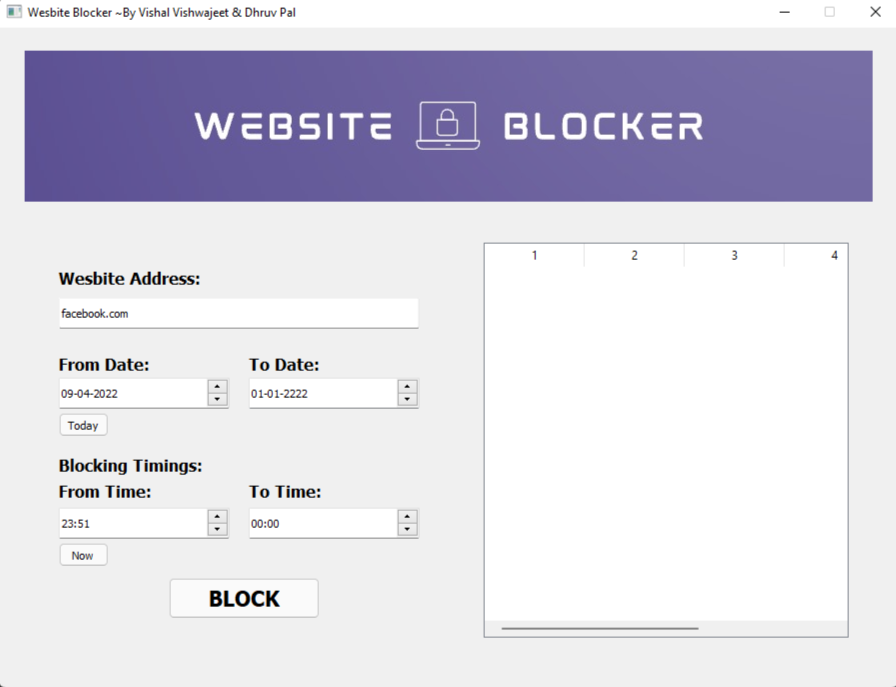 Wesbite Blocker ~By Vishal Vishwajeet & Dhruv Pal
WEBSITE BLOCKER
Wesbite Address:
facebook.com
From Date: To Date:
09-04-2022 01-01-2222
Today
Blocking Timings:
From Time: To Time:
23:51 00:00
Now
BLOCK
1 2 3 4